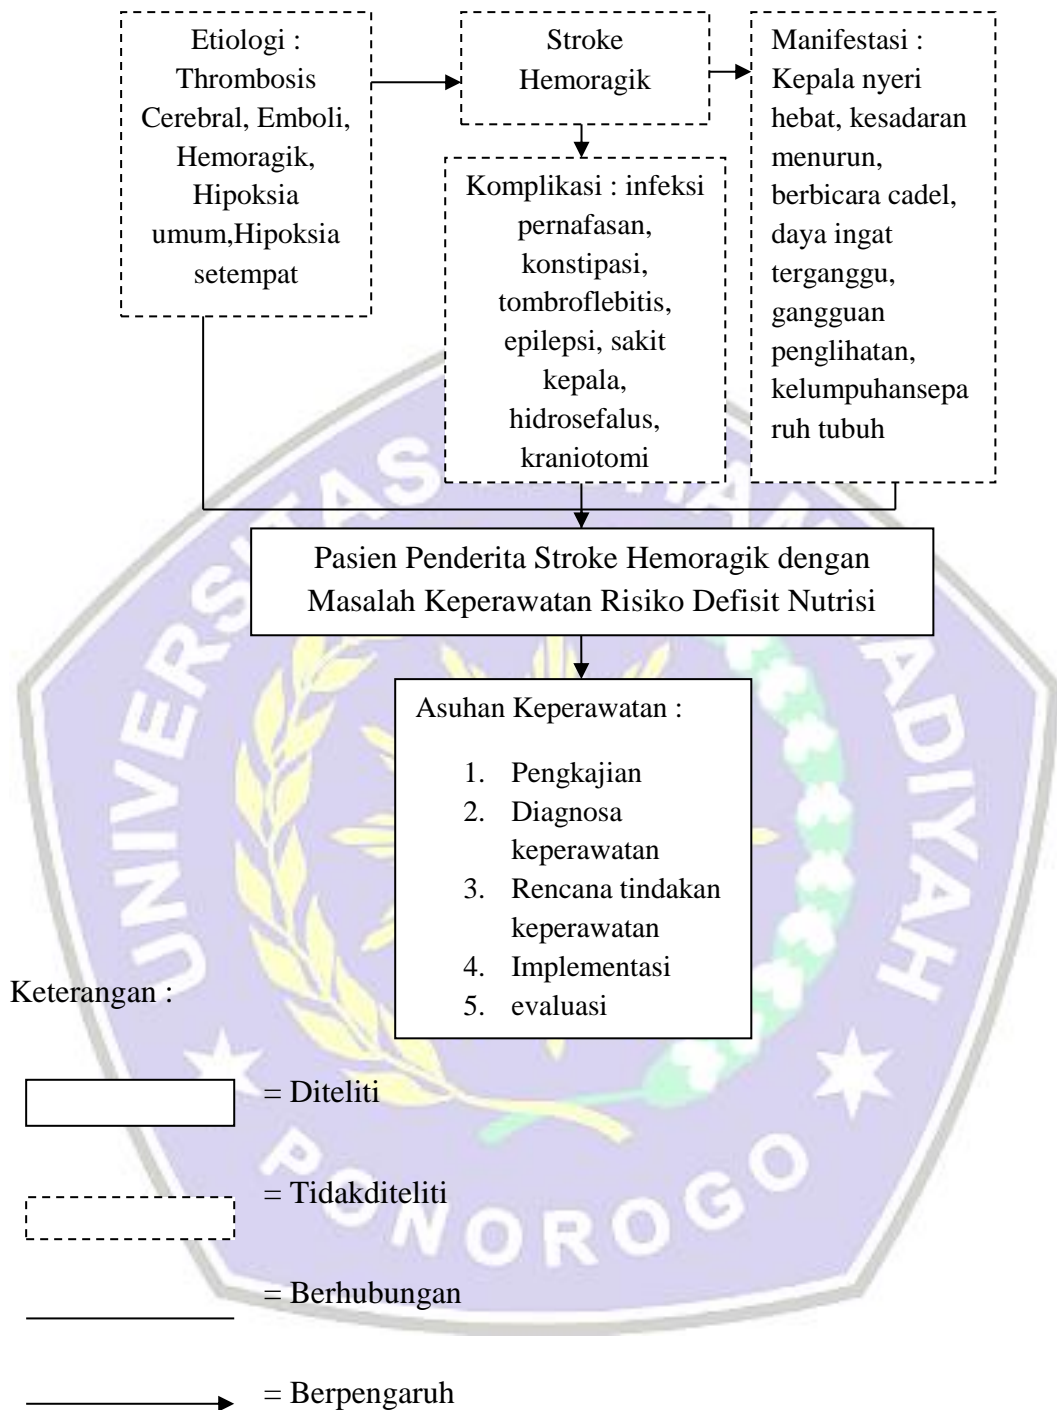 Etiologi :
Thrombosis
Cerebral, Emboli,
Hemoragik,
Hipoksia
umum,Hipoksia
setempat
Stroke
Hemoragik
Manifestasi :
Kepala nyeri
hebat, kesadaran
menurun,
berbicara cadel,
daya ingat
terganggu,
gangguan
penglihatan,
kelumpuhansepa
ruh tubuh
Komplikasi : infeksi
pernafasan,
konstipasi,
tombroflebitis,
epilepsi, sakit
kepala,
hidrosefalus,
kraniotomi
Pasien Penderita Stroke Hemoragik dengan
Masalah Keperawatan Risiko Defisit Nutrisi
Asuhan Keperawatan :
1. Pengkajian
2. Diagnosa
keperawatan
3. Rencana tindakan
keperawatan
4. Implementasi
5. evaluasi
Keterangan :
= Diteliti
= Tidakditeliti
= Berhubungan
= Berpengaruh
PONOROGO